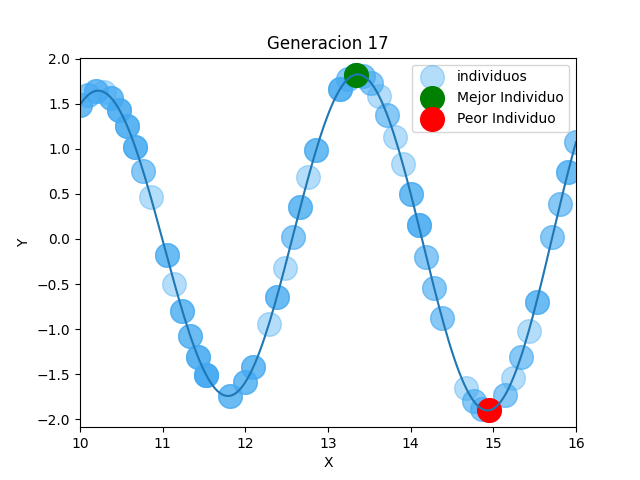 Generacion 17
individuos
Mejor Individuo
Peor Individuo
2.0
1.5
1.0
0.5
0.0
−0.5
−1.0
−1.5
−2.0
Y
10 11 12 13 14 15 16
X